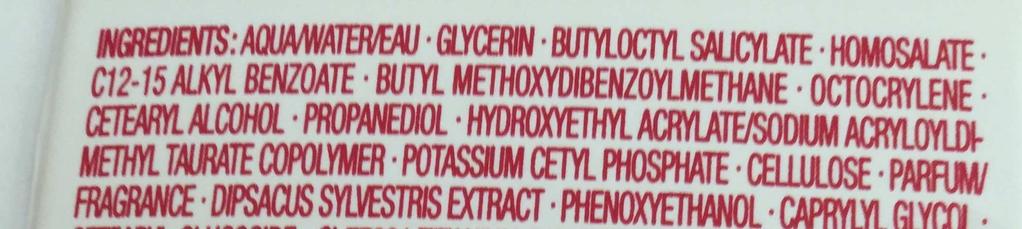 INGREDIENTS: AQUA/WATER/EAU · GLYCERIN · BUTYLOCTYL SALICYLATE · HOMOSALATE ·
C12-15 ALKYL BENZOATE · BUTYL METHOXYDIBENZOYLMETHANE · OCTOCRYLENE ·
CETEARYL ALCOHOL · PROPANEDIOL · HYDROXYETHYL ACRYLATE/SODIUM ACRYLOYLDI-
METHYL TAURATE COPOLYMER · POTASSIUM CETYL PHOSPHATE · CELLULOSE · PARFUM/
FRAGRANCE · DIPSACUS SYLVESTRIS EXTRACT · PHENOXYETHANOL · CAPRYLYL GLYCOL ·